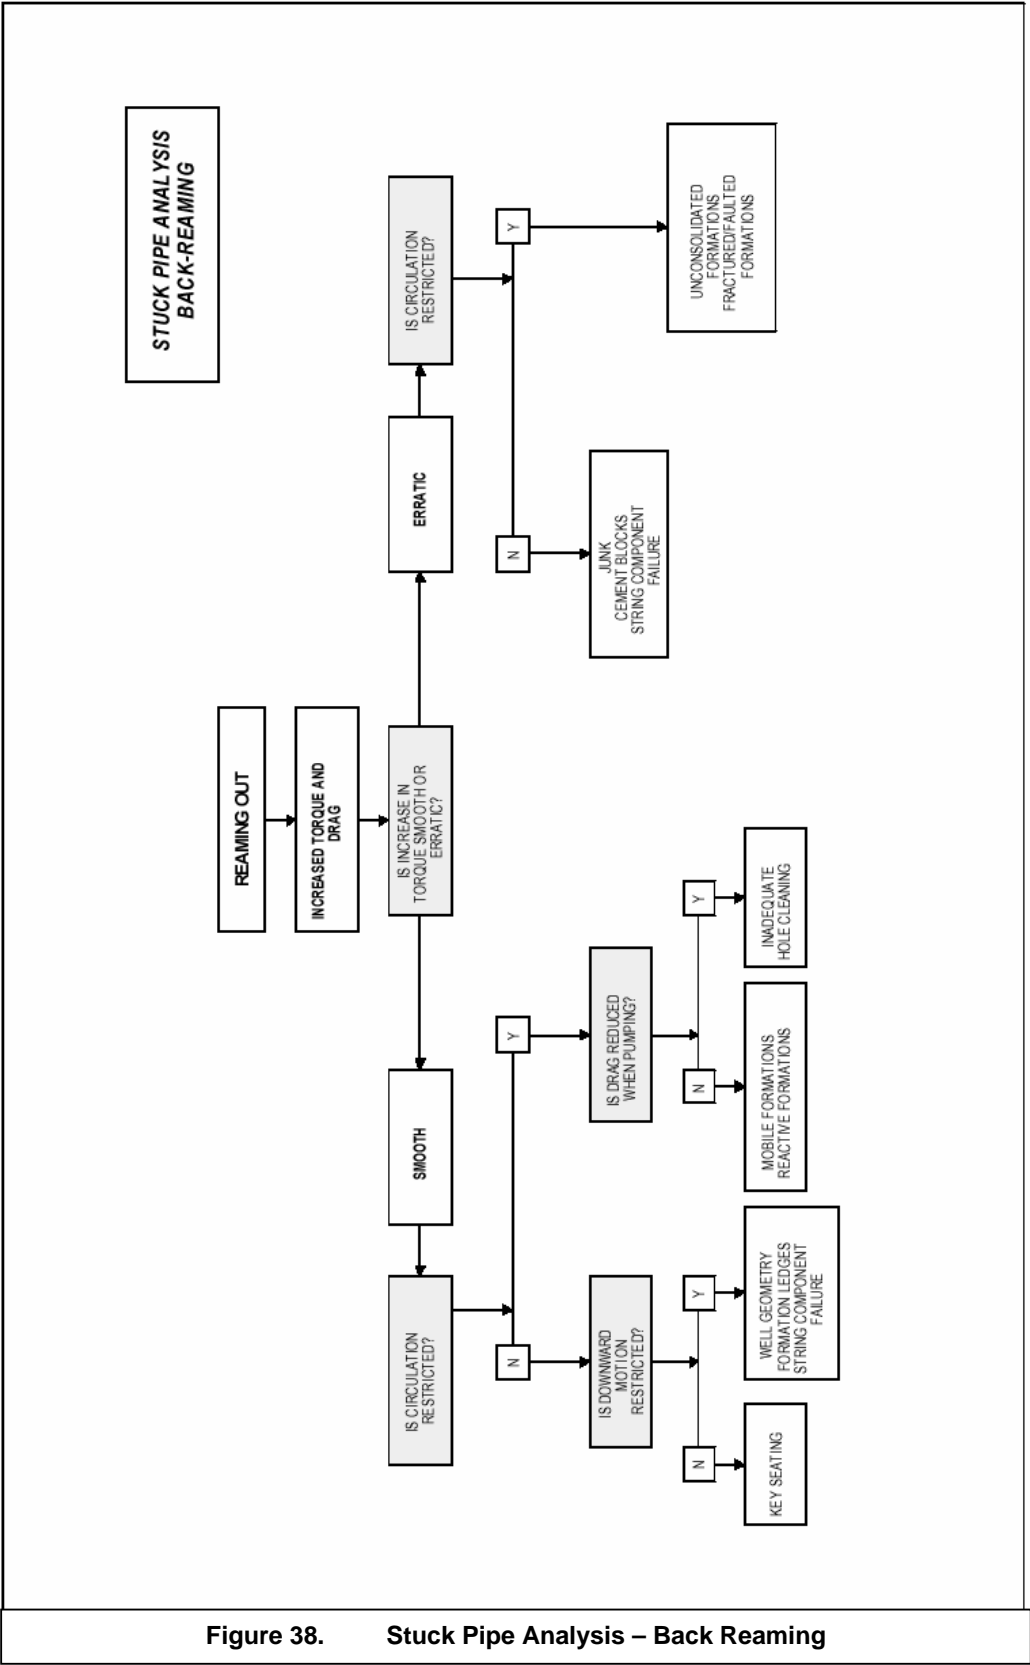 STUCK PIPE ANALYSIS
BACK-REAMING
REAMING OUT
INCREASED TORQUE AND
DRAG
IS INCREASE IN
TORQUE SMOOTH OR
ERRATIC?
SMOOTH
ERRATIC
IS CIRCULATION
RESTRICTED?
IS CIRCULATION
RESTRICTED?
N
Y
N
Y
IS DOWNWARD
MOTION
RESTRICTED?
IS DRAG REDUCED
WHEN PUMPING?
JUNK
CEMENT BLOCKS
STRING COMPONENT
FAILURE
UNCONSOLIDATED
FORMATIONS
FRACTURED/FAULTED
FORMATIONS
N
Y
N
Y
KEY SEATING
WELL GEOMETRY
FORMATION LEDGES
STRING COMPONENT
FAILURE
MOBILE FORMATIONS
REACTIVE FORMATIONS
INADEQUATE
HOLE CLEANING
Figure 38. Stuck Pipe Analysis – Back Reaming